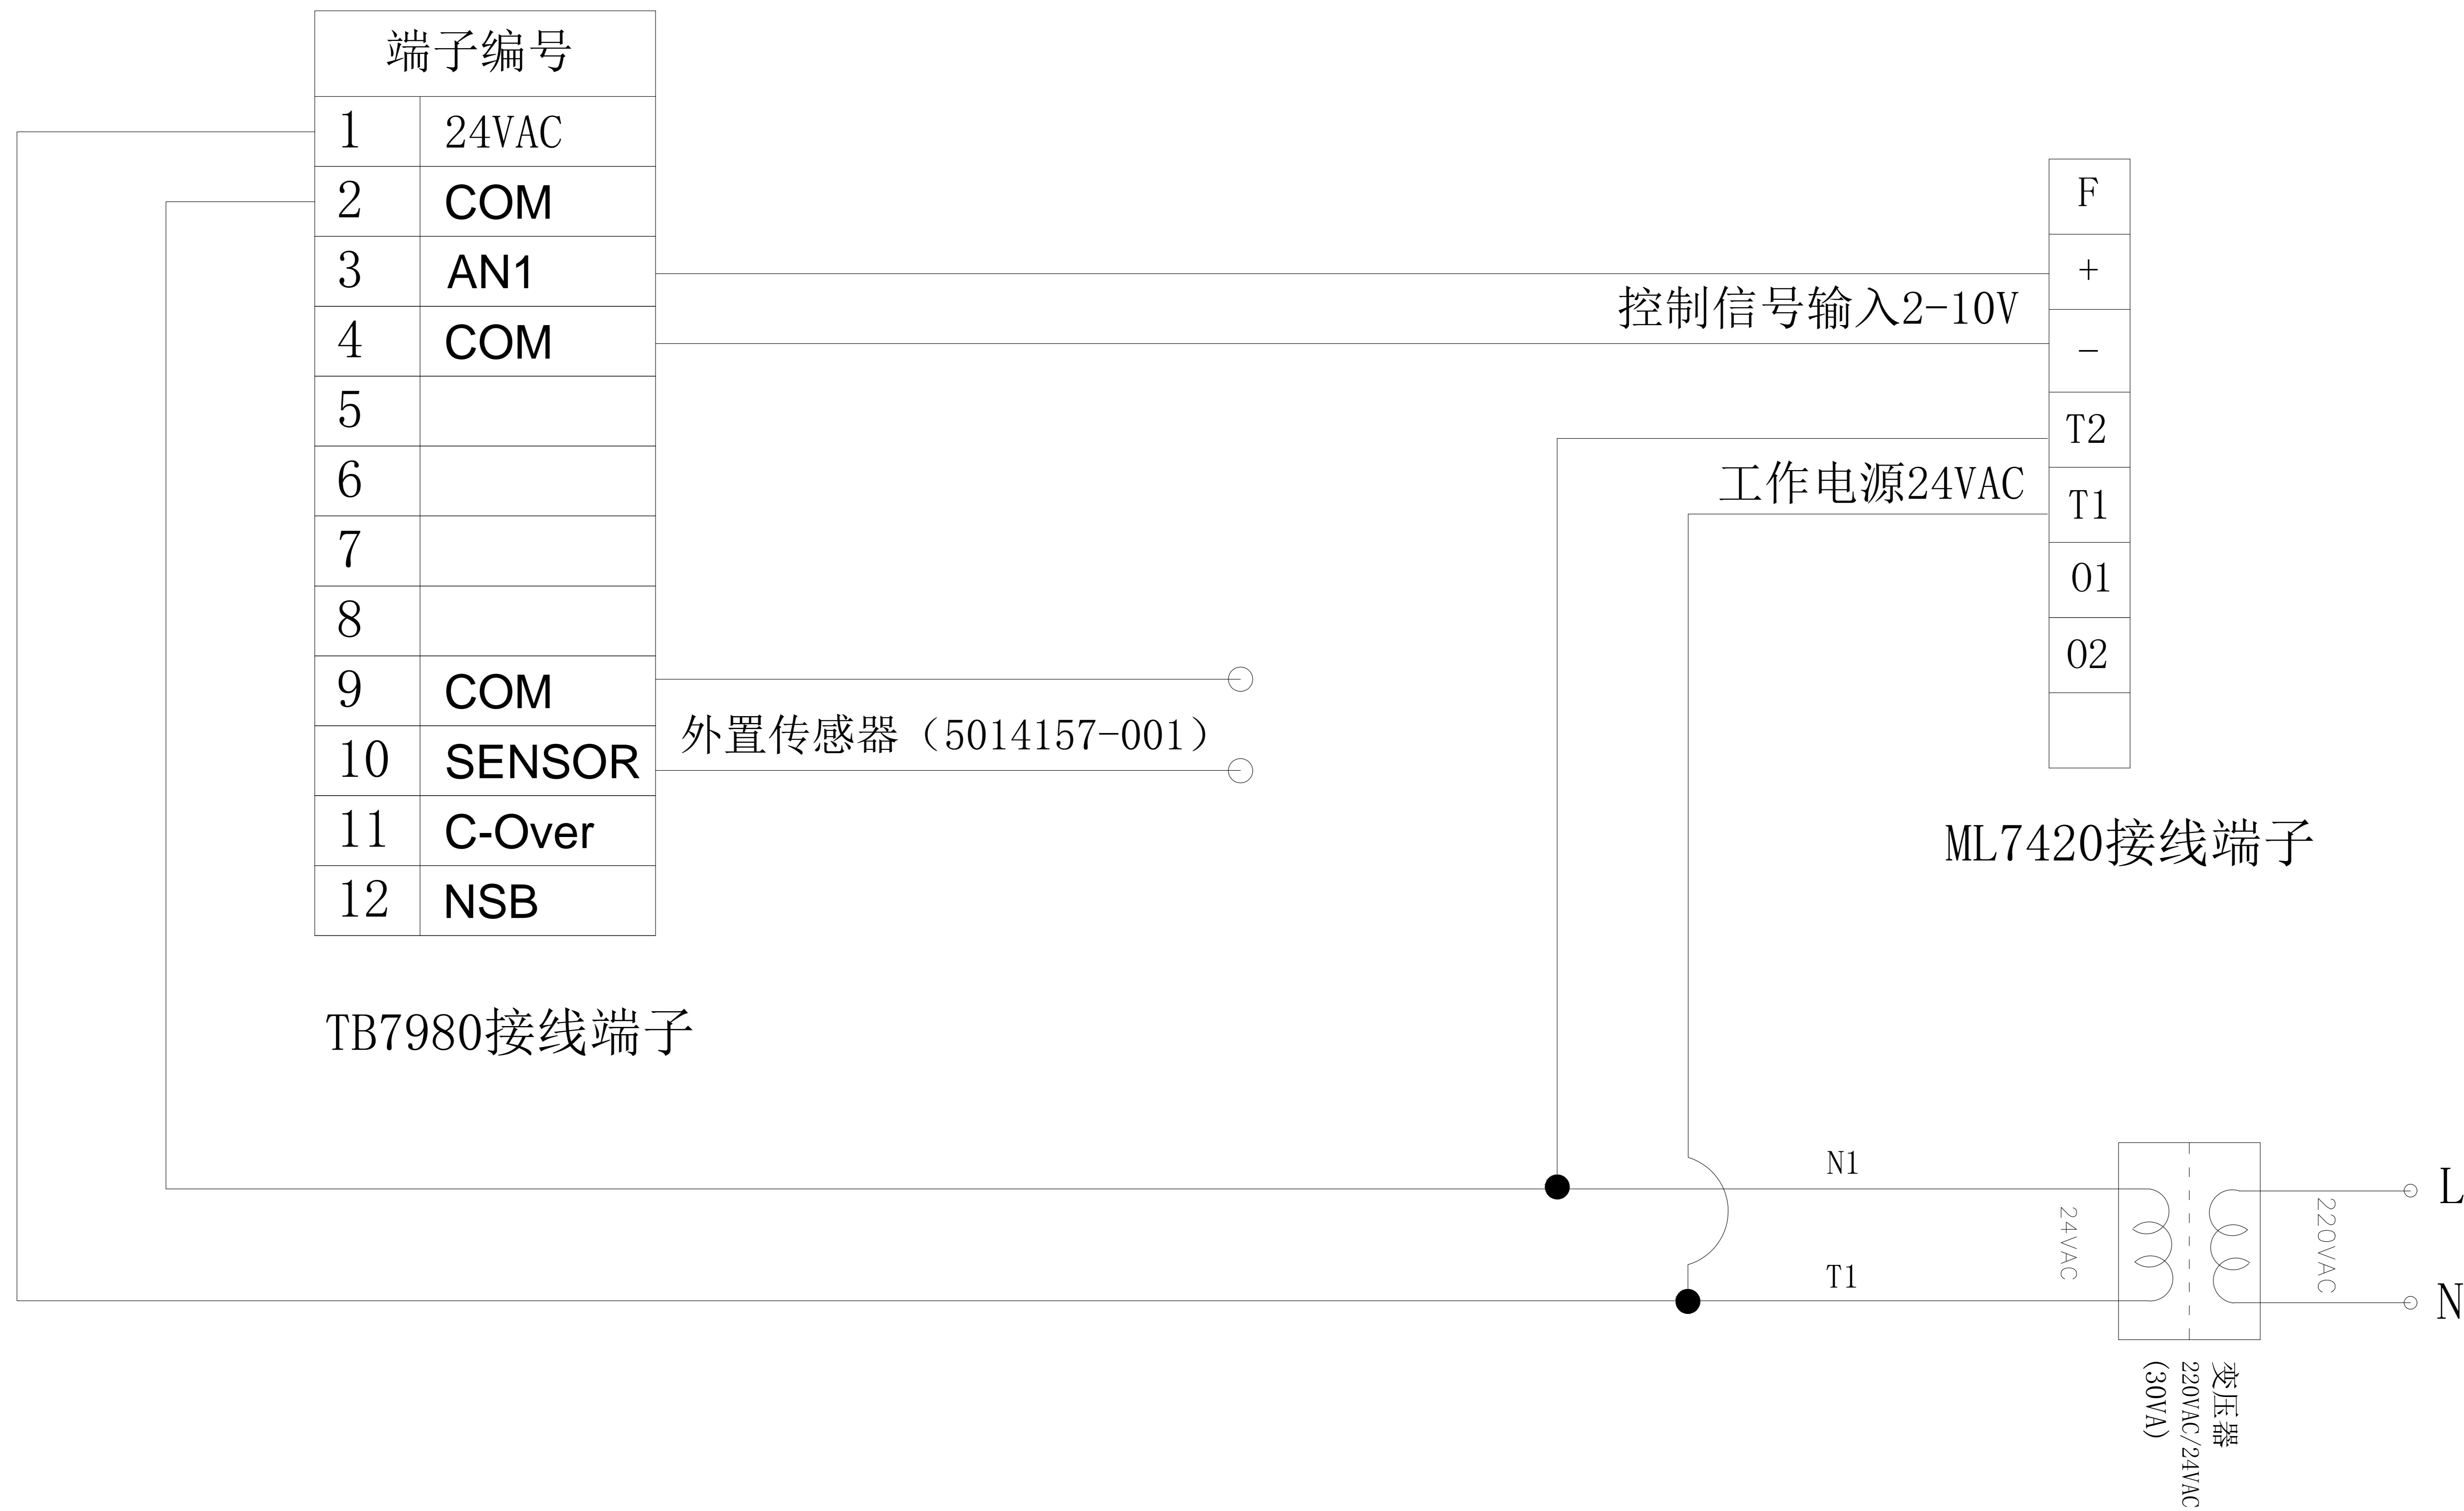 端子编号
1 24VAC
2 COM
3 AN1
4 COM
5
6
7
8
9 COM
10 SENSOR
11 C-Over
12 NSB
TB7980接线端子
外置传感器（5014157-001）
控制信号输入2-10V
工作电源24VAC
F
+
-
T2
T1
O1
O2
ML7420接线端子
N1
T1
24VAC
220VAC
L
N
变压器
220VAC/24VAC
(30VA)